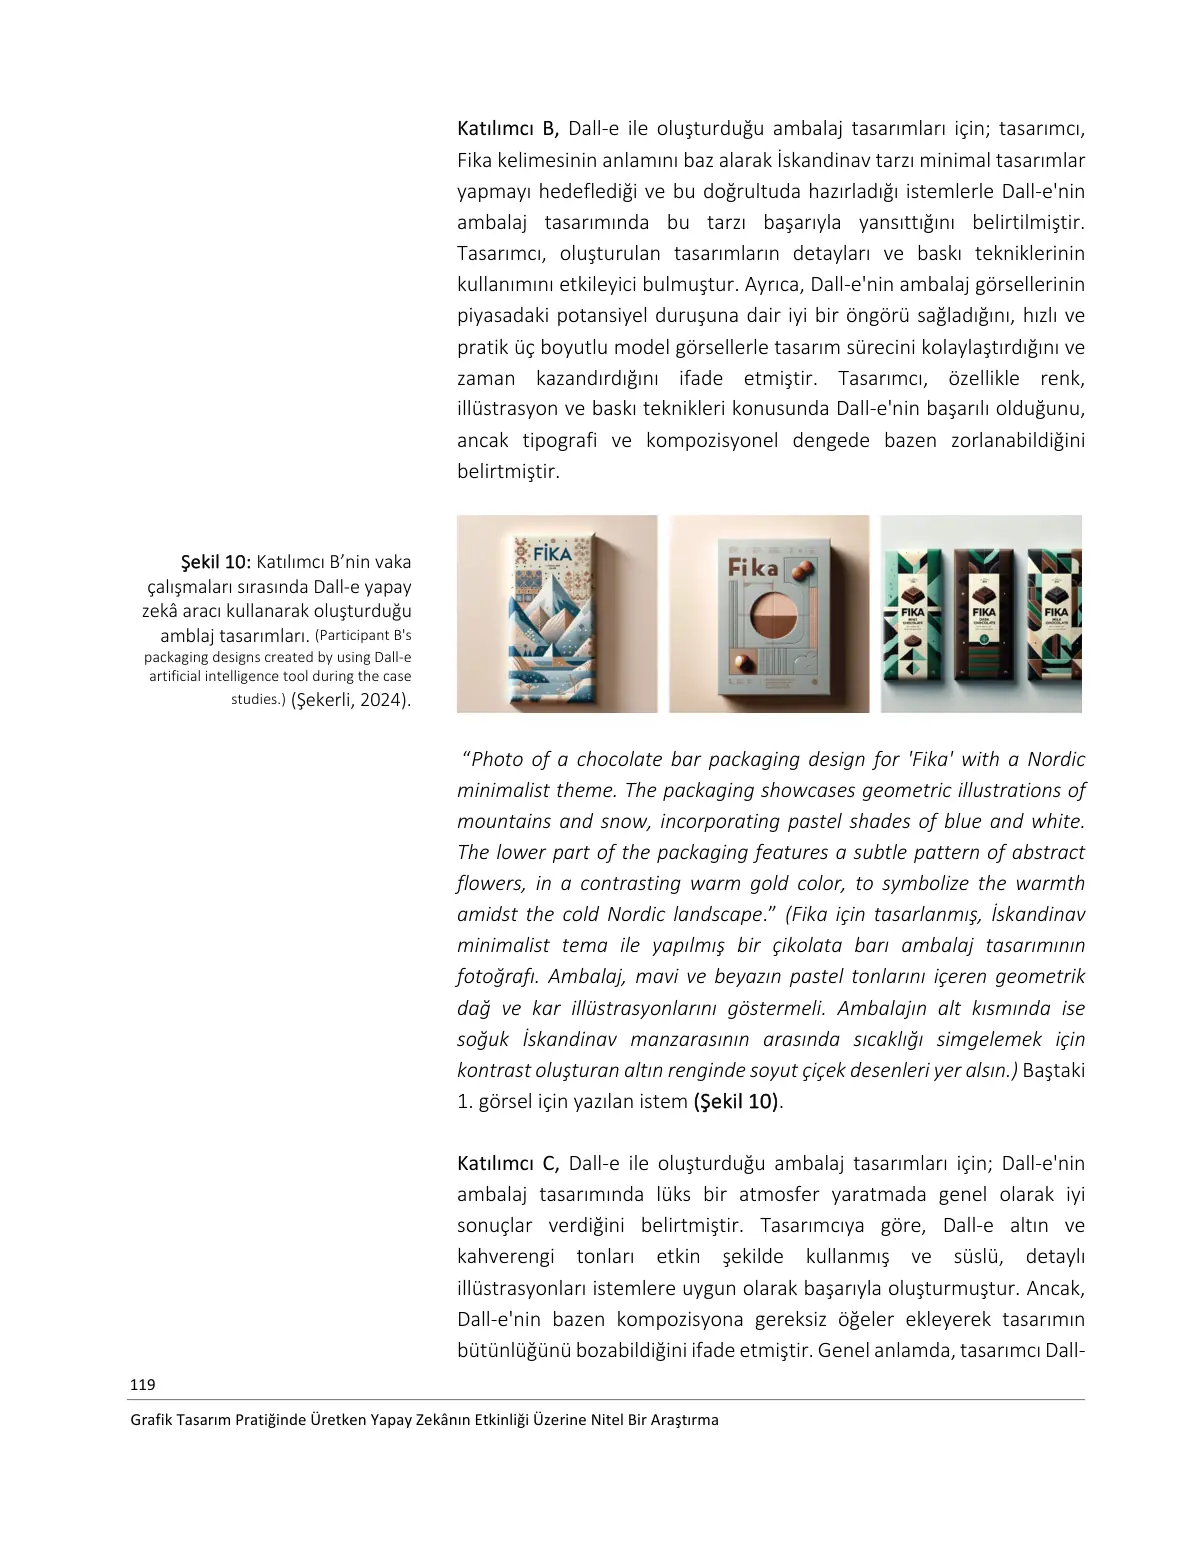 Katılımcı B, Dall-e ile oluşturduğu ambalaj tasarımları için; tasarımcı,
Fika kelimesinin anlamını baz alarak İskandinav tarzı minimal tasarımlar
yapmayı hedeflediği ve bu doğrultuda hazırladığı istemlerle Dall-e'nin
ambalaj tasarımında bu tarzı başarıyla yansıttığını belirtilmiştir.
Tasarımcı, oluşturulan tasarımların detayları ve baskı tekniklerinin
kullanımını etkileyici bulmuştur. Ayrıca, Dall-e'nin ambalaj görsellerinin
piyasadaki potansiyel duruşuna dair iyi bir öngörü sağladığını, hızlı ve
pratik üç boyutlu model görsellerle tasarım sürecini kolaylaştırdığını ve
zaman kazandırdığını ifade etmiştir. Tasarımcı, özellikle renk,
illüstrasyon ve baskı teknikleri konusunda Dall-e'nin başarılı olduğunu,
ancak tipografi ve kompozisyonel dengede bazen zorlanabildiğini
belirtmiştir.
Şekil 10: Katılımcı B’nin vaka
çalışmaları sırasında Dall-e yapay
zekâ aracı kullanarak oluşturduğu
amblaj tasarımları. (Participant B's
packaging designs created by using Dall-e
artificial intelligence tool during the case
studies.) (Şekerli, 2024).
FİKA
Fika
FIKA
MINT
CHOCOLATE
FIKA
DARK
CHOCOLATE
FIKA
MILK
CHOCOLATE
“Photo of a chocolate bar packaging design for 'Fika' with a Nordic
minimalist theme. The packaging showcases geometric illustrations of
mountains and snow, incorporating pastel shades of blue and white.
The lower part of the packaging features a subtle pattern of abstract
flowers, in a contrasting warm gold color, to symbolize the warmth
amidst the cold Nordic landscape.” (Fika için tasarlanmış, İskandinav
minimalist tema ile yapılmış bir çikolata barı ambalaj tasarımının
fotoğrafı. Ambalaj, mavi ve beyazın pastel tonlarını içeren geometrik
dağ ve kar illüstrasyonlarını göstermeli. Ambalajın alt kısmında ise
soğuk İskandinav manzarasının arasında sıcaklığı simgelemek için
kontrast oluşturan altın renginde soyut çiçek desenleri yer alsın.) Baştaki
1. görsel için yazılan istem (Şekil 10).
Katılımcı C, Dall-e ile oluşturduğu ambalaj tasarımları için; Dall-e'nin
ambalaj tasarımında lüks bir atmosfer yaratmada genel olarak iyi
sonuçlar verdiğini belirtmiştir. Tasarımcıya göre, Dall-e altın ve
kahverengi tonları etkin şekilde kullanmış ve süslü, detaylı
illüstrasyonları istemlere uygun olarak başarıyla oluşturmuştur. Ancak,
Dall-e'nin bazen kompozisyona gereksiz öğeler ekleyerek tasarımın
bütünlüğünü bozabildiğini ifade etmiştir. Genel anlamda, tasarımcı Dall-
119
Grafik Tasarım Pratiğinde Üretken Yapay Zekânın Etkinliği Üzerine Nitel Bir Araştırma